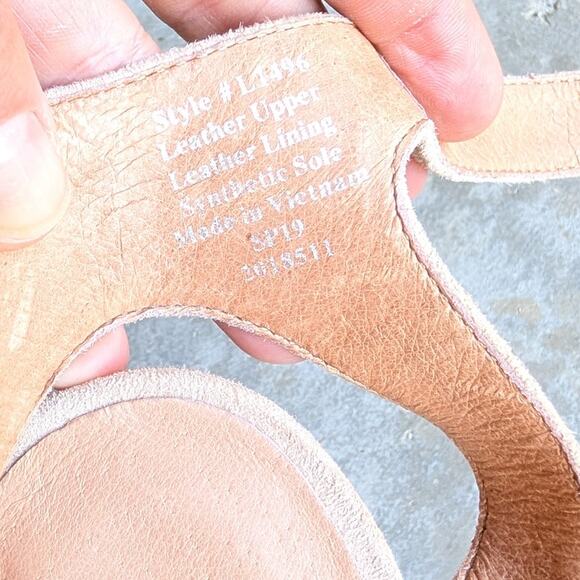 Style # L1496
Leather Upper
Leather Lining
Synthetic Sole
Made in Vietnam
SP19
2018511